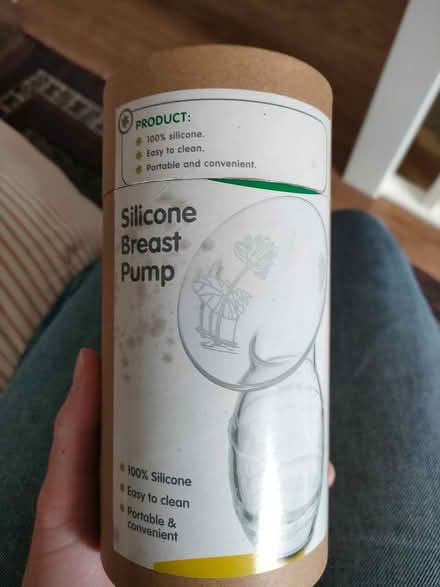 PRODUCT:
100% silicone.
Easy to clean.
Portable and convenient.
Silicone
Breast
Pump
100% Silicone
Easy to clean
Portable &
convenient